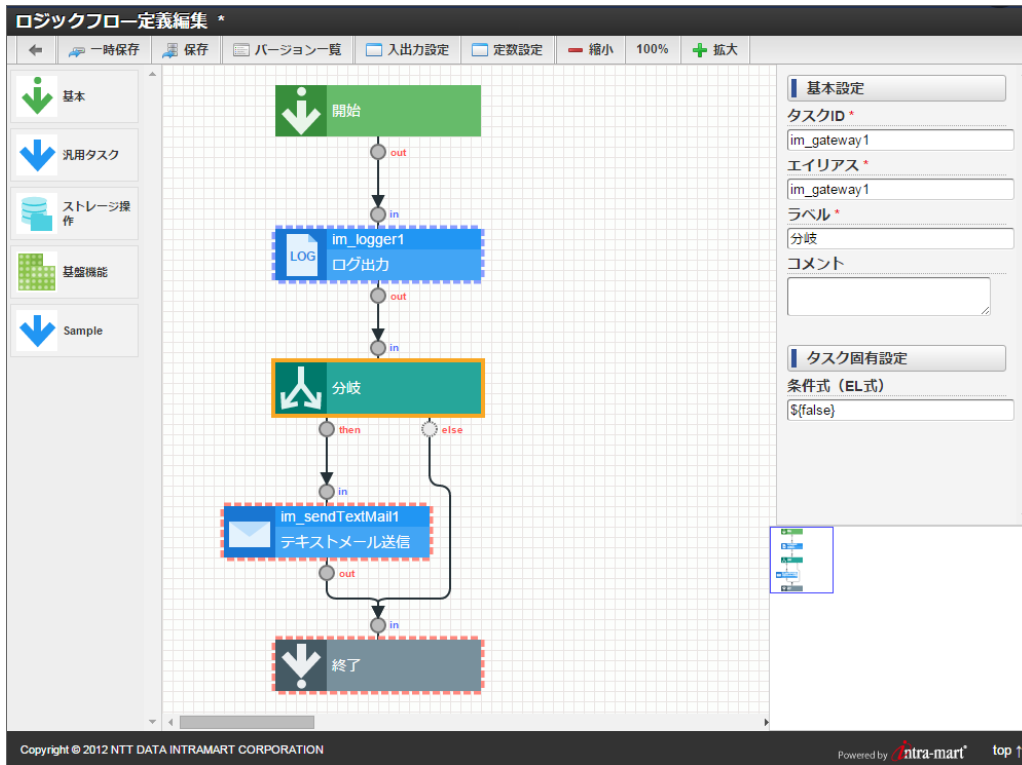 ロジックフロー定義編集 *
一時保存 保存 バージョン一覧 入出力設定 定数設定 縮小 100% 拡大
基本
汎用タスク
ストレージ操
作
基盤機能
Sample
開始
out
in
im_logger1
LOG
ログ出力
out
in
分岐
then
else
in
im_sendTextMail1
テキストメール送信
out
in
終了
基本設定
タスクID *
im_gateway1
エイリアス *
im_gateway1
ラベル *
分岐
コメント
タスク固有設定
条件式（EL式）
${false}
Copyright © 2012 NTT DATA INTRAMART CORPORATION
Powered by intra-mart
top ↑